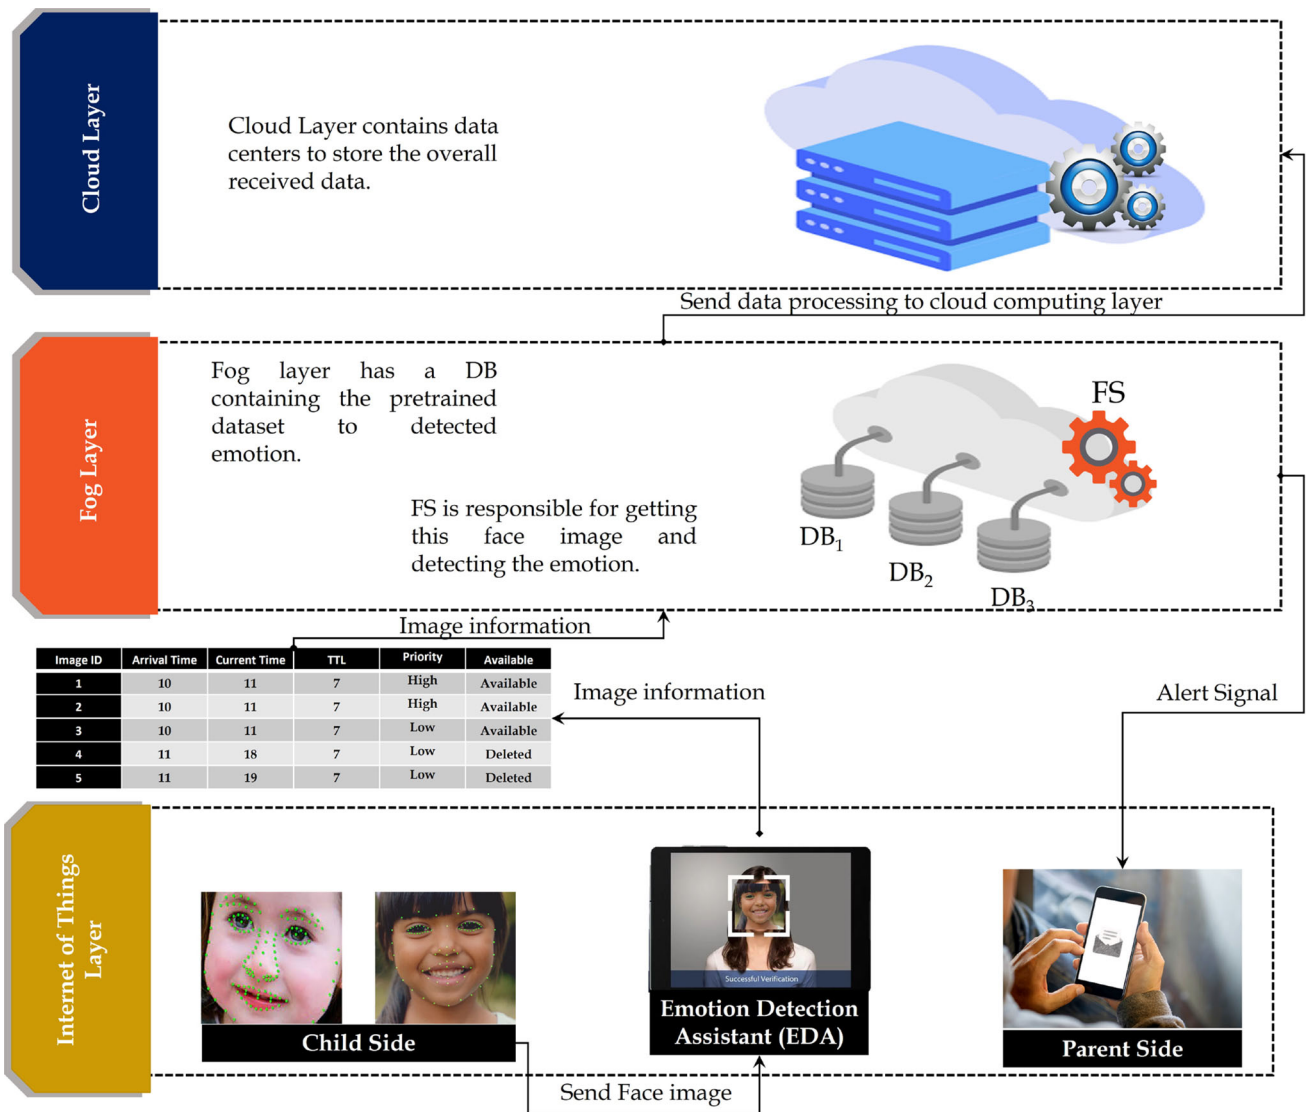 Cloud Layer
Cloud Layer contains data
centers to store the overall
received data.
Send data processing to cloud computing layer
Fog Layer
Fog layer has a DB
containing the pretrained
dataset to detected
emotion.
FS is responsible for getting
this face image and
detecting the emotion.
FS
DB1
DB2
DB3
Image information
Image ID Arrival Time Current Time TTL Priority Available
1 10 11 7 High Available
2 10 11 7 High Available
3 10 11 7 Low Available
4 11 18 7 Low Deleted
5 11 19 7 Low Deleted
Image information
Alert Signal
Internet of Things
Layer
Child Side
Successful Verification
Emotion Detection
Assistant (EDA)
Parent Side
Send Face image